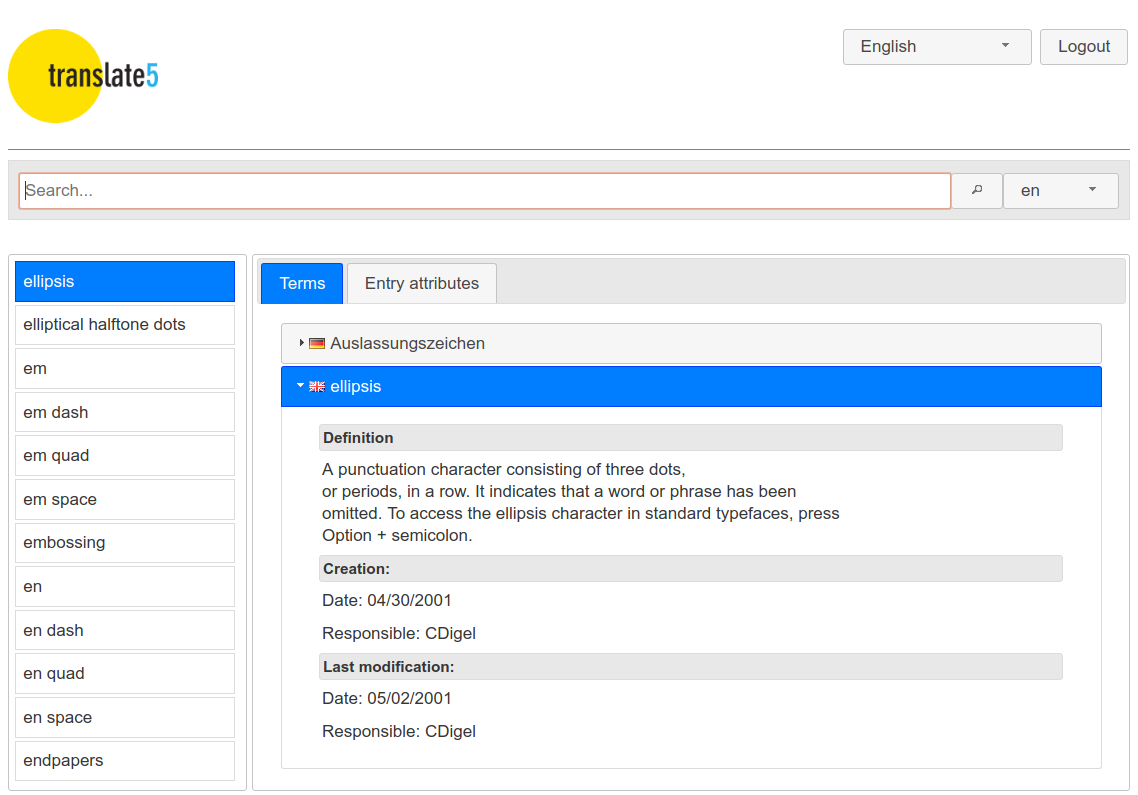 translate5
English
Logout
Search...
en
ellipsis
elliptical halftone dots
em
em dash
em quad
em space
embossing
en
en dash
en quad
en space
endpapers
Terms
Entry attributes
Auslassungszeichen
ellipsis
Definition
A punctuation character consisting of three dots,
or periods, in a row. It indicates that a word or phrase has been
omitted. To access the ellipsis character in standard typefaces, press
Option + semicolon.
Creation:
Date: 04/30/2001
Responsible: CDigel
Last modification:
Date: 05/02/2001
Responsible: CDigel